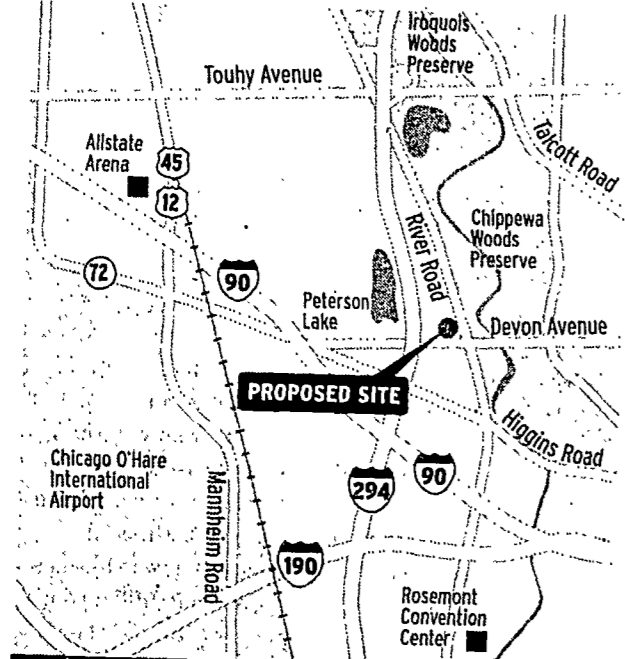 Iroquois
Woods
Preserve
Touhy Avenue
Allstate
Arena
45
12
Talcott Road
Chippewa
Woods
Preserve
River Road
72
90
Peterson
Lake
Devon Avenue
PROPOSED SITE
Higgins Road
Chicago O'Hare
International
Airport
Mannheim Road
294
90
190
Rosemont
Convention
Center